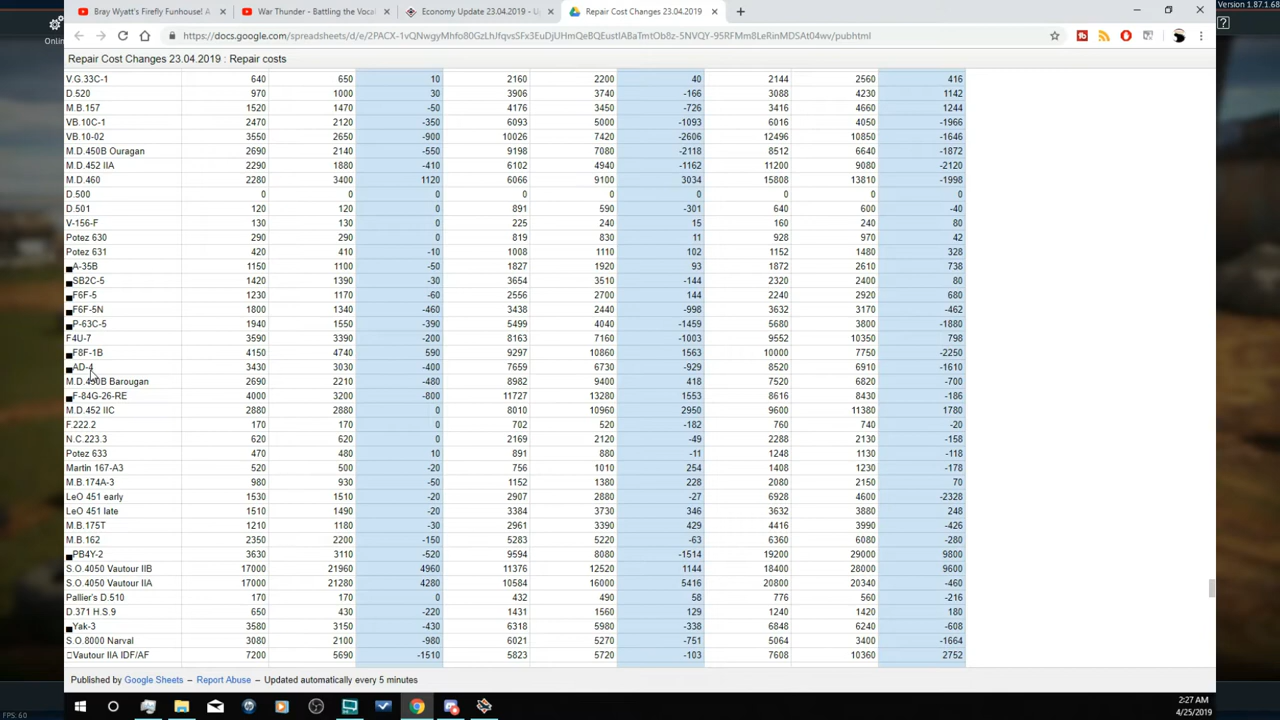 Bray Wyatt's Firefly Funhouse! A
War Thunder - Battling the Vocal
Economy Update 23.04.2019 - U
Repair Cost Changes 23.04.2019
1.87.1.68
Onlin
https://docs.google.com/spreadsheets/d/e/2PACX-1vQNwgyMhfo80GzLhJfqvsSFx3EuDjUHmQeBQEustIABaTmtOb8z-5NVQY-95RFMm8LeRinMDSAt04wv/pubhtml
Repair Cost Changes 23.04.2019 : Repair costs
V.G.33C-1 640 650 10 2160 2200 40 2144 2560 416
D.520 970 1000 30 3906 3740 -166 3088 4230 1142
M.B.157 1520 1470 -50 4176 3450 -726 3416 4660 1244
VB.10C-1 2470 2120 -350 6093 5000 -1093 6016 4050 -1966
VB.10-02 3550 2650 -900 10026 7420 -2606 12496 10850 -1646
M.D.450B Ouragan 2690 2140 -550 9198 7080 -2118 8512 6640 -1872
M.D.452 IIA 2290 1880 -410 6102 4940 -1162 11200 9080 -2120
M.D.460 2280 3400 1120 6066 9100 3034 15808 13810 -1998
D.500 0 0 0 0 0 0 0 0 0
D.501 120 120 0 891 590 -301 640 600 -40
V-156-F 130 130 0 225 240 15 160 240 80
Potez 630 290 290 0 819 830 11 928 970 42
Potez 631 420 410 -10 1008 1110 102 1152 1480 328
▄A-35B 1150 1100 -50 1827 1920 93 1872 2610 738
▄SB2C-5 1420 1390 -30 3654 3510 -144 2320 2400 80
▄F6F-5 1230 1170 -60 2556 2700 144 2240 2920 680
▄F6F-5N 1800 1340 -460 3438 2440 -998 3632 3170 -462
▄P-63C-5 1940 1550 -390 5499 4040 -1459 5680 3800 -1880
F4U-7 3590 3390 -200 8163 7160 -1003 9552 10350 798
▄F8F-1B 4150 4740 590 9297 10860 1563 10000 7750 -2250
▄AD-4 3430 3030 -400 7659 6730 -929 8520 6910 -1610
M.D.450B Barougan 2690 2210 -480 8982 9400 418 7520 6820 -700
▄F-84G-26-RE 4000 3200 -800 11727 13280 1553 8616 8430 -186
M.D.452 IIC 2880 2880 0 8010 10960 2950 9600 11380 1780
F.222.2 170 170 0 702 520 -182 760 740 -20
N.C.223.3 620 620 0 2169 2120 -49 2288 2130 -158
Potez 633 470 480 10 891 880 -11 1248 1130 -118
Martin 167-A3 520 500 -20 756 1010 254 1408 1230 -178
M.B.174A-3 980 930 -50 1152 1380 228 2080 2150 70
LeO 451 early 1530 1510 -20 2907 2880 -27 6928 4600 -2328
LeO 451 late 1510 1490 -20 3384 3730 346 3632 3880 248
M.B.175T 1210 1180 -30 2961 3390 429 4416 3990 -426
M.B.162 2350 2200 -150 5283 5220 -63 6360 6080 -280
▄PB4Y-2 3630 3110 -520 9594 8080 -1514 19200 29000 9800
S.O.4050 Vautour IIB 17000 21960 4960 11376 12520 1144 18400 28000 9600
S.O.4050 Vautour IIA 17000 21280 4280 10584 16000 5416 20800 20340 -460
Pallier's D.510 170 170 0 432 490 58 776 560 -216
D.371 H.S.9 650 430 -220 1431 1560 129 1240 1420 180
▄Yak-3 3580 3150 -430 6318 5980 -338 6848 6240 -608
S.O.8000 Narval 3080 2100 -980 6021 5270 -751 5064 3400 -1664
Vautour IIA IDF/AF 7200 5690 -1510 5823 5720 -103 7608 10360 2752
Published by Google Sheets – Report Abuse – Updated automatically every 5 minutes
2:27 AM
4/25/2019
FPS: 60